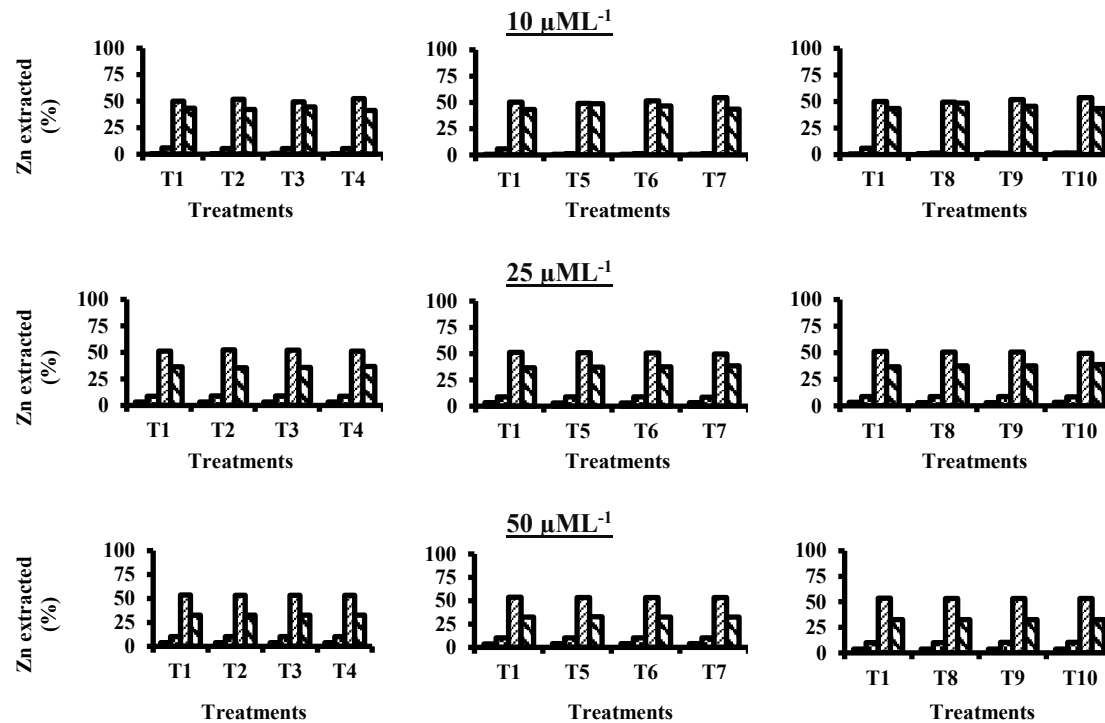 10 µML-1
Zn extracted
(%)
100
75
50
25
0
T1 T2 T3 T4
Treatments
100
75
50
25
0
T1 T5 T6 T7
Treatments
100
75
50
25
0
T1 T8 T9 T10
Treatments
25 µML-1
Zn extracted
(%)
100
75
50
25
0
T1 T2 T3 T4
Treatments
100
75
50
25
0
T1 T5 T6 T7
Treatments
100
75
50
25
0
T1 T8 T9 T10
Treatments
50 µML-1
Zn extracted
(%)
100
75
50
25
0
T1 T2 T3 T4
Treatments
100
75
50
25
0
T1 T5 T6 T7
Treatments
100
75
50
25
0
T1 T8 T9 T10
Treatments